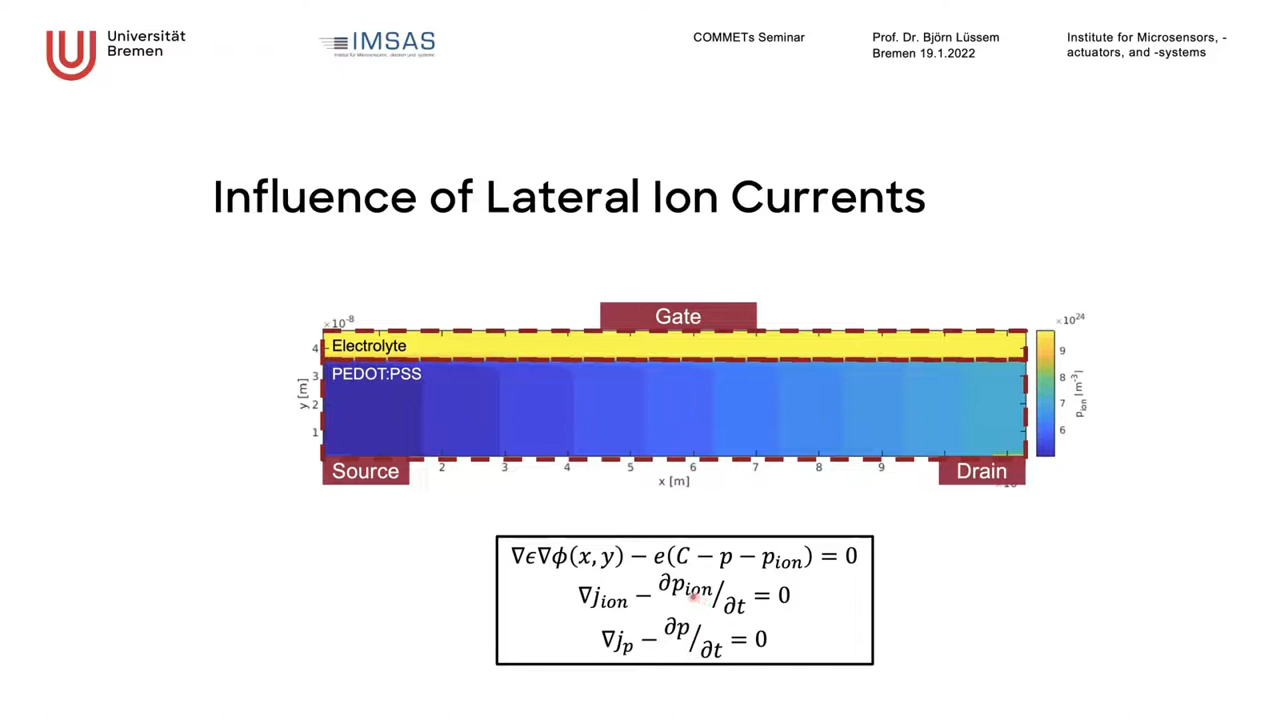 Universität
Bremen
IMSAS
COMMETs Seminar
Prof. Dr. Björn Lüssem
Bremen 19.1.2022
Institute for Microsensors, -
actuators, and -systems
Influence of Lateral Ion Currents
Gate
×10⁻⁸
×10²⁴
Electrolyte
PEDOT:PSS
4
3
2
1
y [m]
9
8
7
6
p_ion [m⁻³]
Source
2 3 4 5 6 7 8 9
Drain
x [m]
∇ϵ∇ϕ(x, y) − e(C − p − p_ion) = 0
∇j_ion − ∂p_ion/∂t = 0
∇j_p − ∂p/∂t = 0